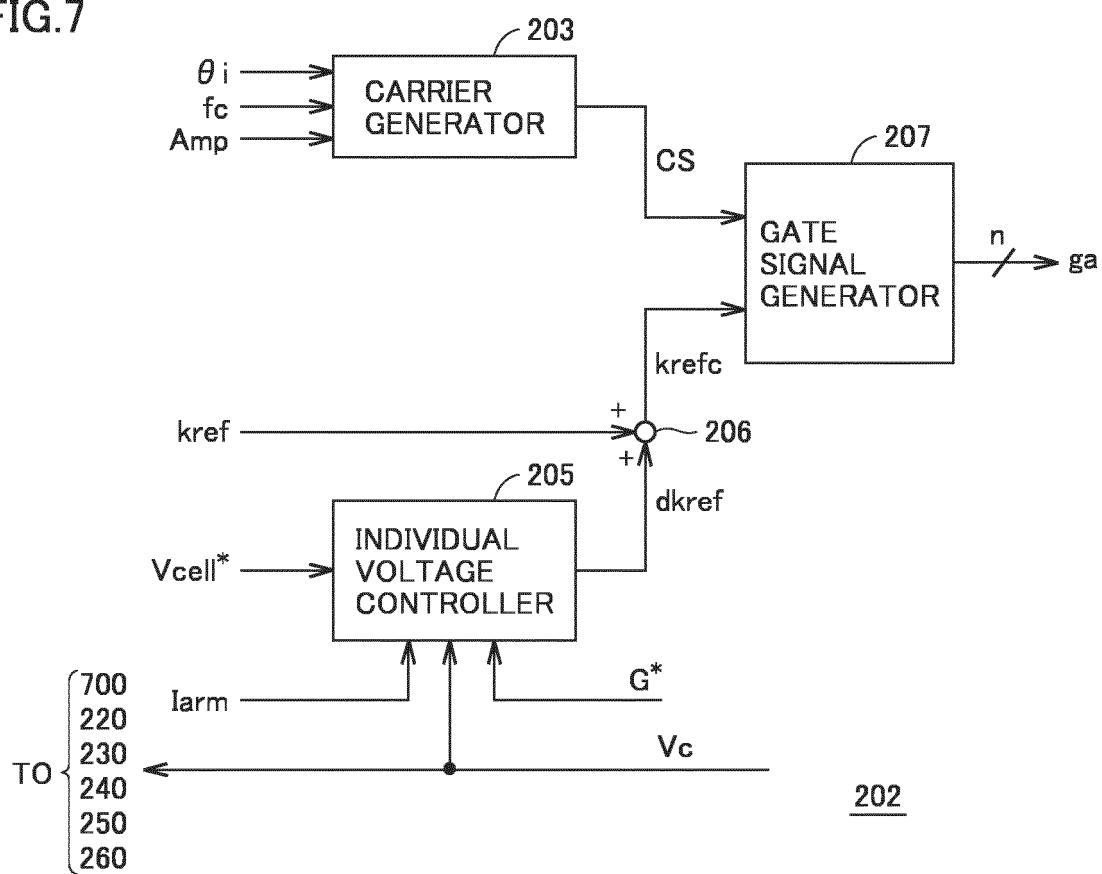 FIG.7
203
θi
fc
Amp
CARRIER
GENERATOR
CS
207
GATE
SIGNAL
GENERATOR
n
ga
krefc
kref
+
206
+
205
dkref
Vcell*
INDIVIDUAL
VOLTAGE
CONTROLLER
Iarm
G*
Vc
TO
700
220
230
240
250
260
202